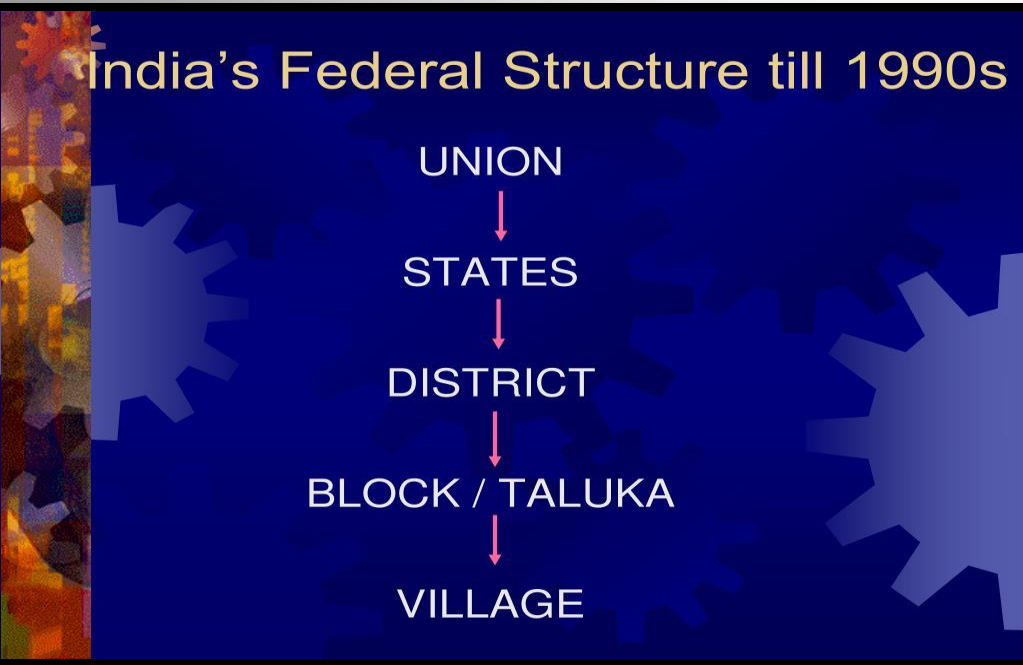 India’s Federal Structure till 1990s
UNION
STATES
DISTRICT
BLOCK / TALUKA
VILLAGE